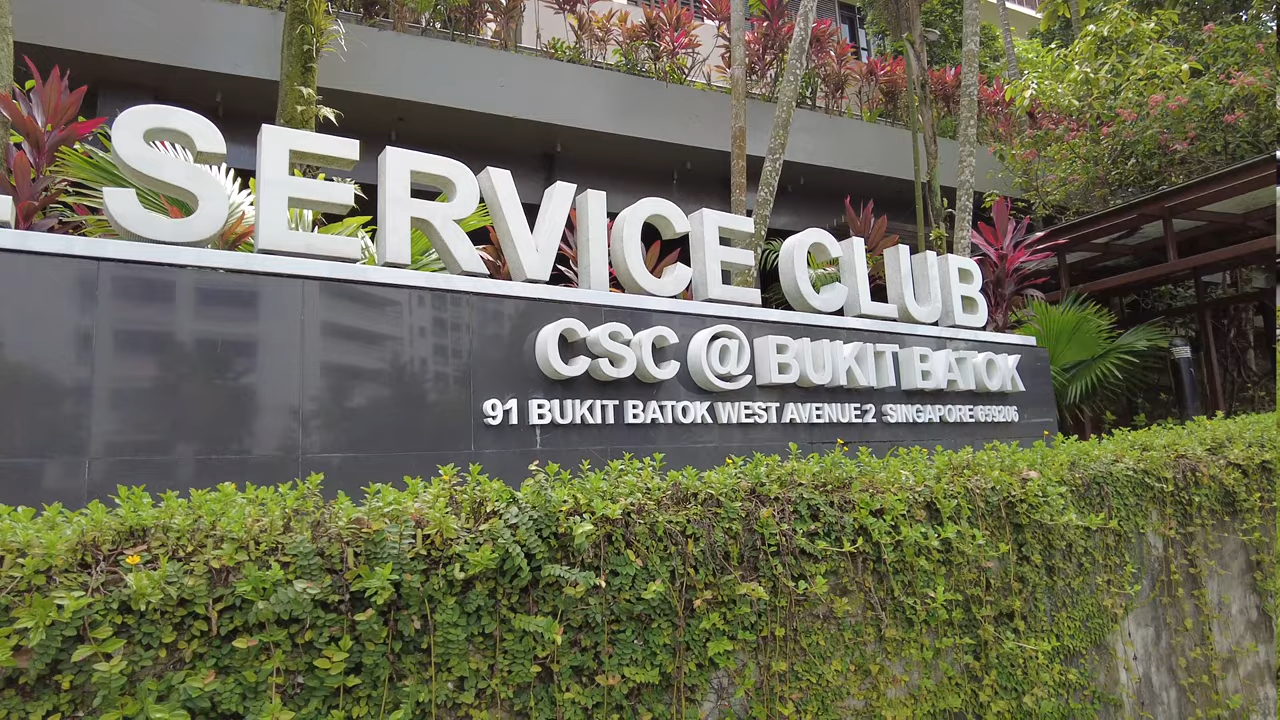 SERVICE CLUB
CSC @ BUKIT BATOK
91 BUKIT BATOK WEST AVENUE 2 SINGAPORE 659206